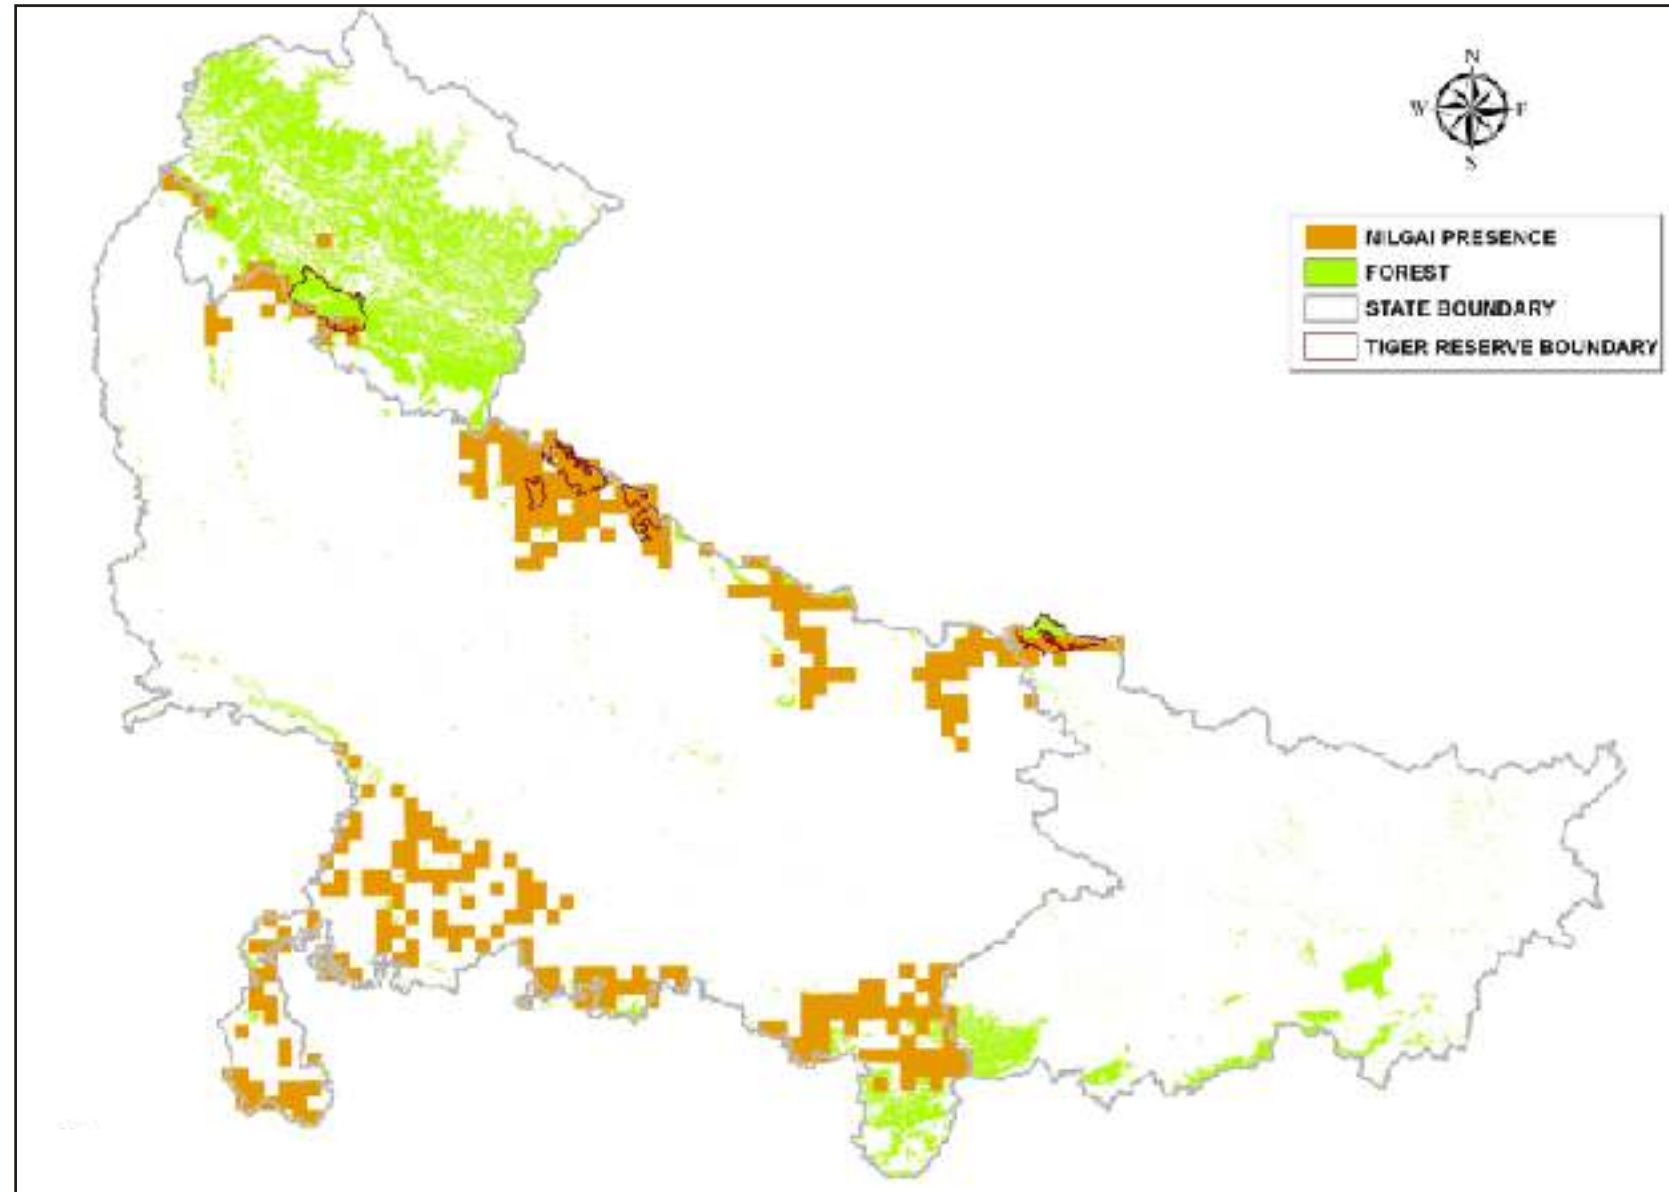 N
W E
S
NILGAI PRESENCE
FOREST
STATE BOUNDARY
TIGER RESERVE BOUNDARY